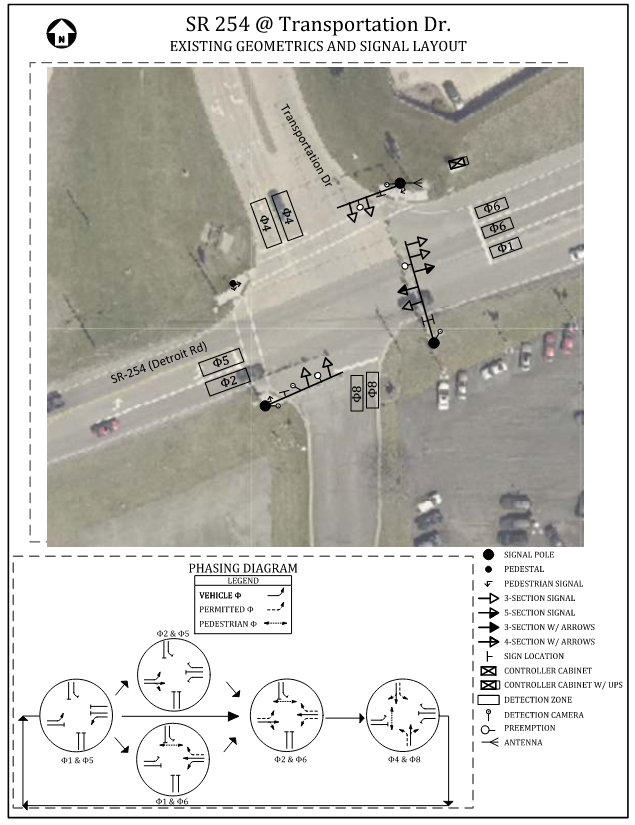 SR 254 @ Transportation Dr.
EXISTING GEOMETRICS AND SIGNAL LAYOUT
N
Transportation Dr
Φ4
Φ4
Φ6
Φ6
Φ1
SR-254 (Detroit Rd)
Φ5
Φ2
Φ8
Φ8
SIGNAL POLE
PEDESTAL
PEDESTRIAN SIGNAL
3-SECTION SIGNAL
5-SECTION SIGNAL
3-SECTION W/ ARROWS
4-SECTION W/ ARROWS
SIGN LOCATION
CONTROLLER CABINET
CONTROLLER CABINET W/ UPS
DETECTION ZONE
DETECTION CAMERA
PREEMPTION
ANTENNA
PHASING DIAGRAM
LEGEND
VEHICLE Φ
PERMITTED Φ
PEDESTRIAN Φ
Φ2 & Φ5
Φ1 & Φ5
Φ2 & Φ6
Φ4 & Φ8
Φ1 & Φ6